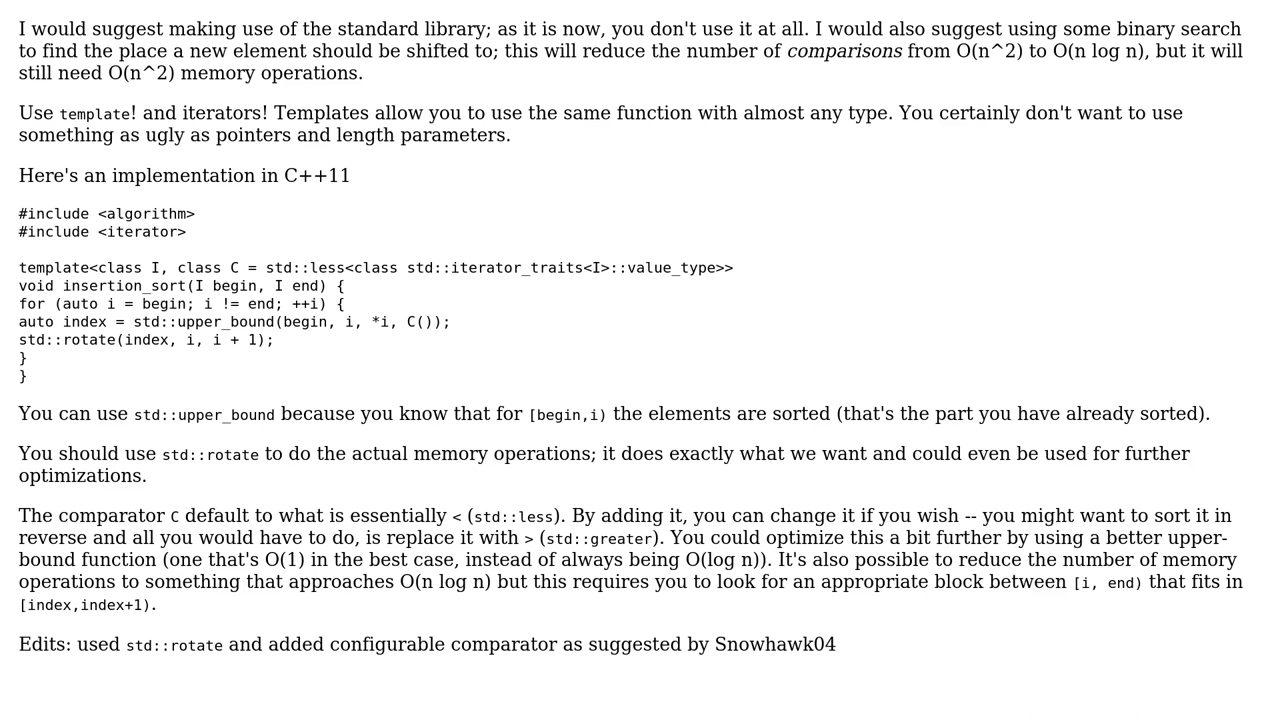 I would suggest making use of the standard library; as it is now, you don't use it at all. I would also suggest using some binary search
to find the place a new element should be shifted to; this will reduce the number of comparisons from O(n^2) to O(n log n), but it will
still need O(n^2) memory operations.
Use template! and iterators! Templates allow you to use the same function with almost any type. You certainly don't want to use
something as ugly as pointers and length parameters.
Here's an implementation in C++11
#include <algorithm>
#include <iterator>
template<class I, class C = std::less<class std::iterator_traits<I>::value_type>>
void insertion_sort(I begin, I end) {
for (auto i = begin; i != end; ++i) {
auto index = std::upper_bound(begin, i, *i, C());
std::rotate(index, i, i + 1);
}
}
You can use std::upper_bound because you know that for [begin,i) the elements are sorted (that's the part you have already sorted).
You should use std::rotate to do the actual memory operations; it does exactly what we want and could even be used for further
optimizations.
The comparator C default to what is essentially < (std::less). By adding it, you can change it if you wish -- you might want to sort it in
reverse and all you would have to do, is replace it with > (std::greater). You could optimize this a bit further by using a better upper-
bound function (one that's O(1) in the best case, instead of always being O(log n)). It's also possible to reduce the number of memory
operations to something that approaches O(n log n) but this requires you to look for an appropriate block between [i, end) that fits in
[index,index+1).
Edits: used std::rotate and added configurable comparator as suggested by Snowhawk04